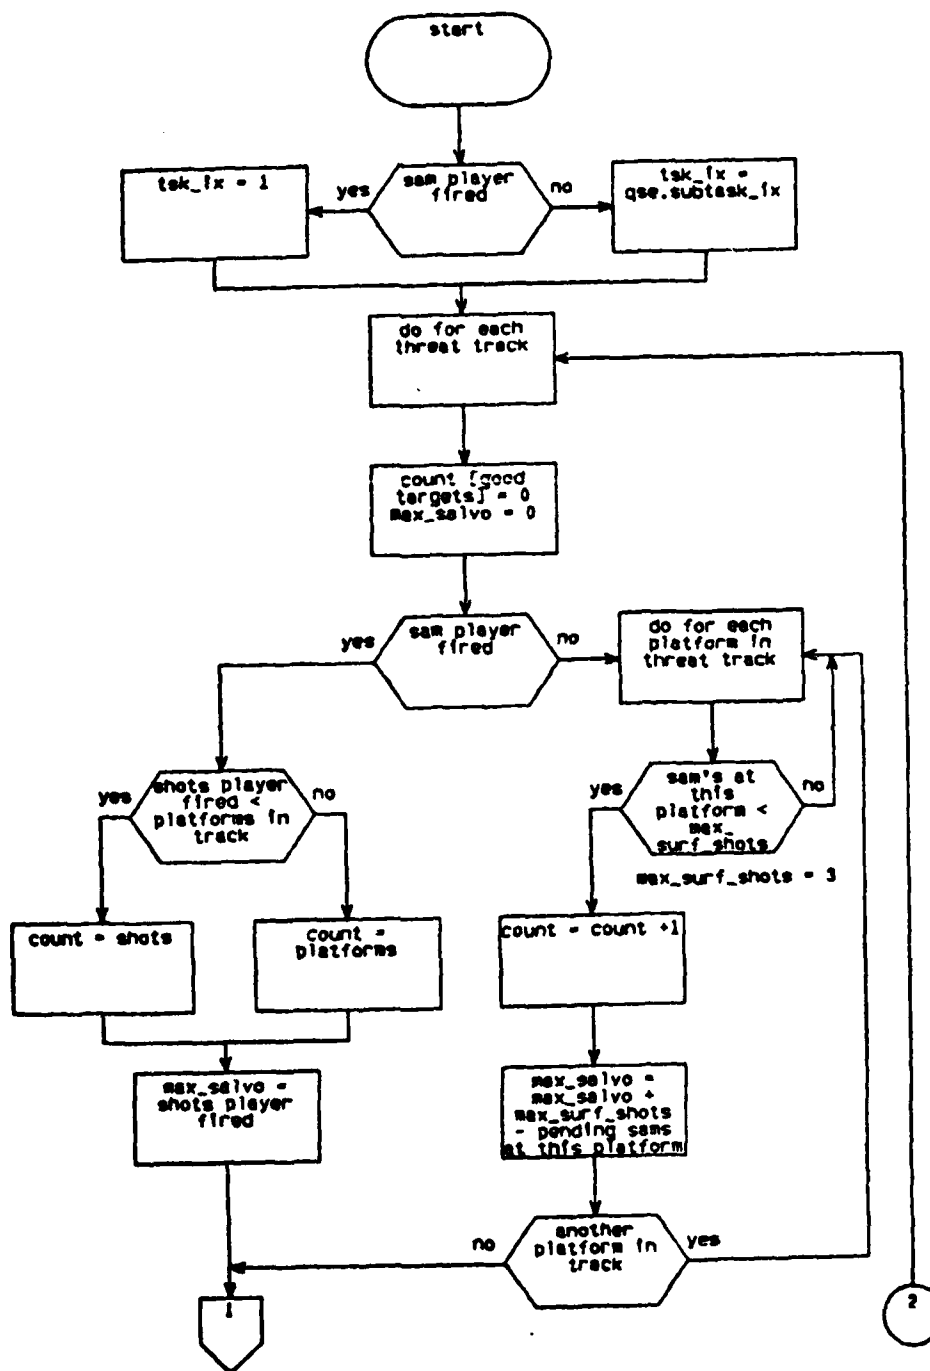 start
tsk_ix = 1
yes
sam player
fired
no
tsk_ix =
qse.subtask_ix
do for each
threat track
count [good
targets] = 0
max_salvo = 0
yes
sam player
fired
no
do for each
platform in
threat track
yes
shots player
fired <
platforms in
track
no
yes
sam's at
this
platform <
max_
surf_shots
no
max_surf_shots = 3
count = shots
count =
platforms
count = count +1
max_salvo =
shots player
fired
max_salvo =
max_salvo +
max_surf_shots
- pending sams
at this platform
no
another
platform in
track
yes
1
2